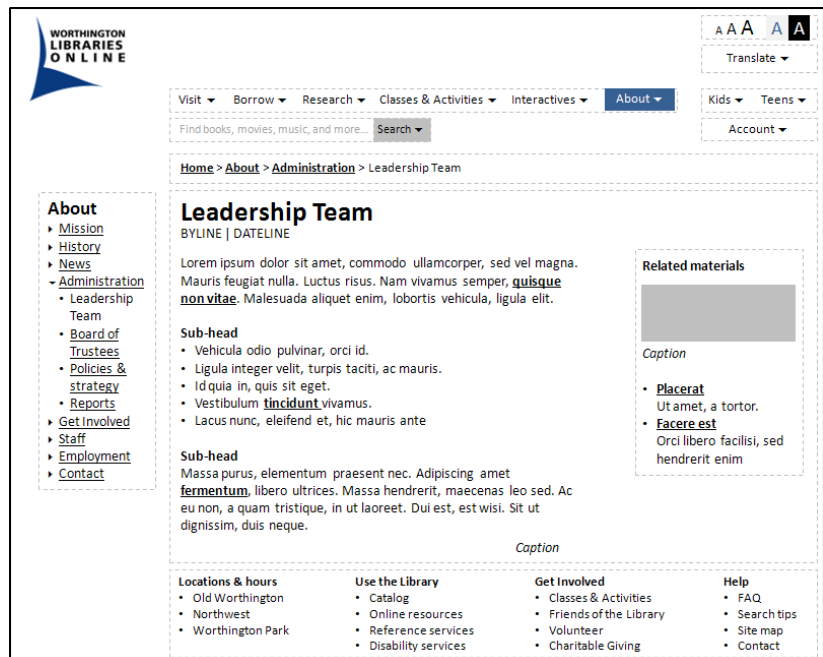 WORTHINGTON
LIBRARIES
ONLINE
A A A A A
Translate
Visit Borrow Research Classes & Activities Interactives About Kids Teens
Find books, movies, music, and more... Search Account
Home > About > Administration > Leadership Team
About
▸ Mission
▸ History
▸ News
Administration
• Leadership
Team
• Board of
Trustees
• Policies &
strategy
• Reports
▸ Get Involved
▸ Staff
▸ Employment
▸ Contact
Leadership Team
BYLINE | DATELINE
Lorem ipsum dolor sit amet, commodo ullamcorper, sed vel magna.
Mauris feugiat nulla. Luctus risus. Nam vivamus semper, quisque
non vitae. Malesuada aliquet enim, lobortis vehicula, ligula elit.
Sub-head
• Vehicula odio pulvinar, orci id.
• Ligula integer velit, turpis taciti, ac mauris.
• Id quia in, quis sit eget.
• Vestibulum tincidunt vivamus.
• Lacus nunc, eleifend et, hic mauris ante
Sub-head
Massa purus, elementum praesent nec. Adipiscing amet
fermentum, libero ultrices. Massa hendrerit, maecenas leo sed. Ac
eu non, a quam tristique, in ut laoreet. Dui est, est wisi. Sit ut
dignissim, duis neque.
Caption
Related materials
Caption
• Placerat
Ut amet, a tortor.
• Facere est
Orci libero facilisi, sed
hendrerit enim
Locations & hours
• Old Worthington
• Northwest
• Worthington Park
Use the Library
• Catalog
• Online resources
• Reference services
• Disability services
Get Involved
• Classes & Activities
• Friends of the Library
• Volunteer
• Charitable Giving
Help
• FAQ
• Search tips
• Site map
• Contact